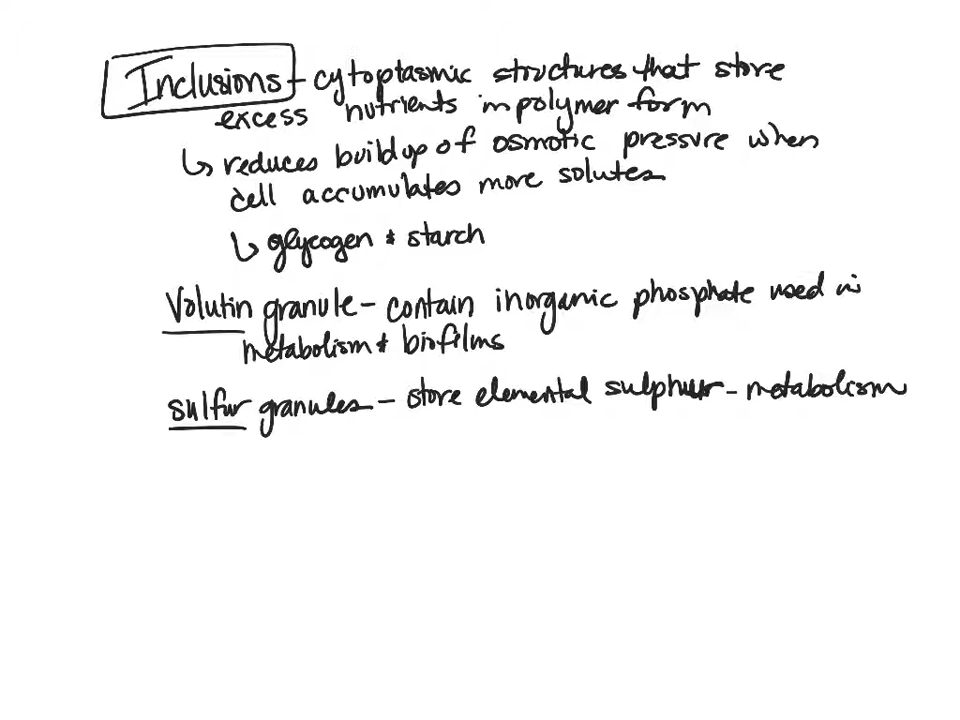 Inclusions - cytoplasmic structures that store
excess nutrients in polymer form
↳ reduces buildup of osmotic pressure when
cell accumulates more solutes
↳ glycogen & starch
Volutin granule - contain inorganic phosphate used in
metabolism & biofilms
sulfur granules - store elemental sulphur - metabolism